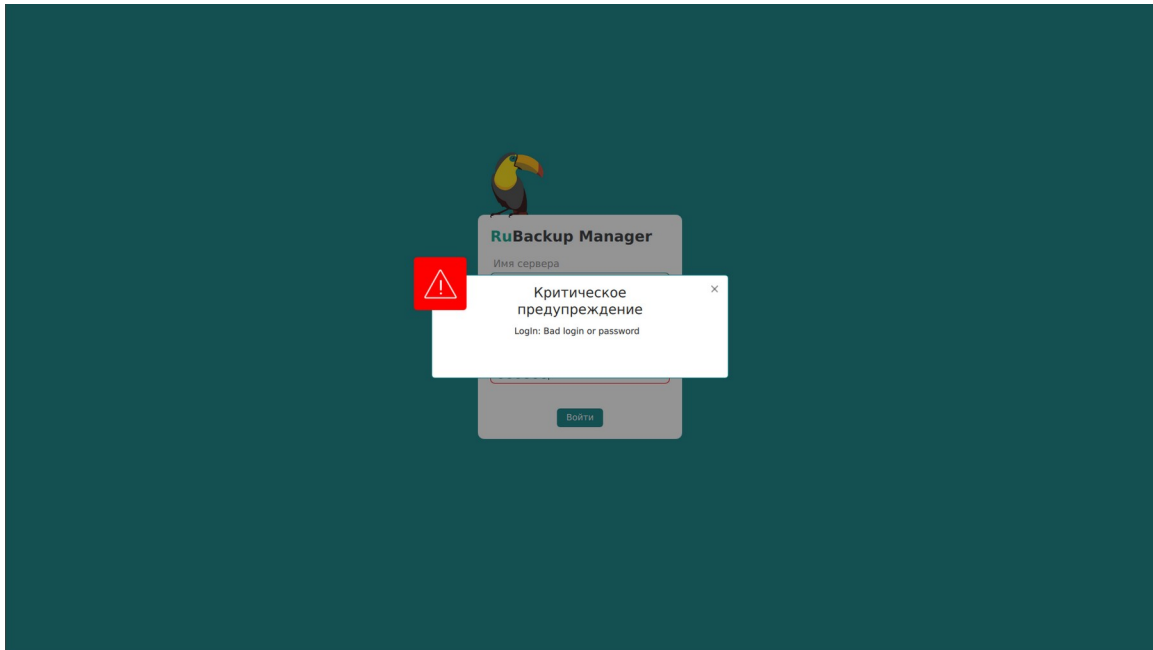 RuBackup Manager
Имя сервера
Критическое
предупреждение
LogIn: Bad login or password
Войти